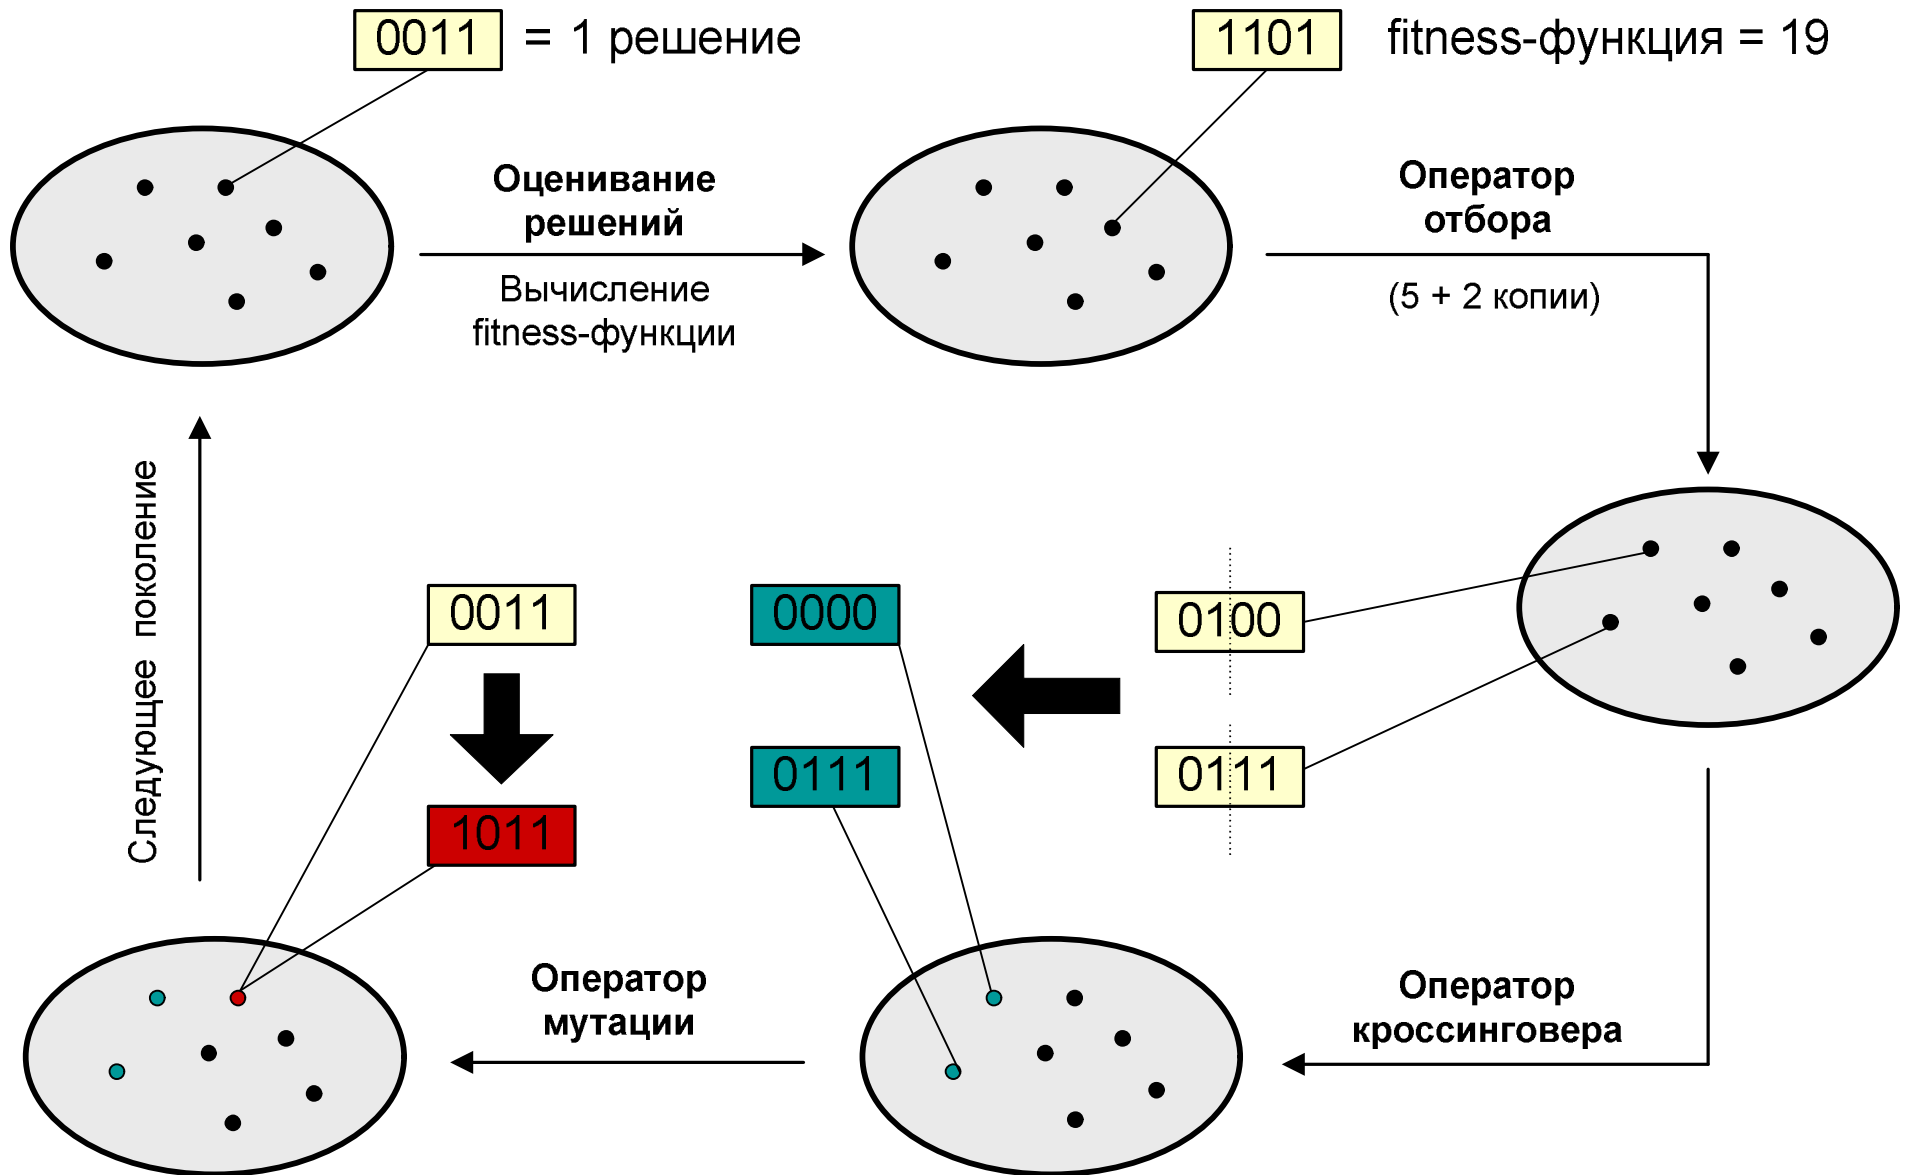 0011 = 1 решение
1101 fitness-функция = 19
Оценивание
решений
Вычисление
fitness-функции
Оператор
отбора
(5 + 2 копии)
Следующее поколение
0011
1011
0000
0111
0100
0111
Оператор
мутации
Оператор
кроссинговера